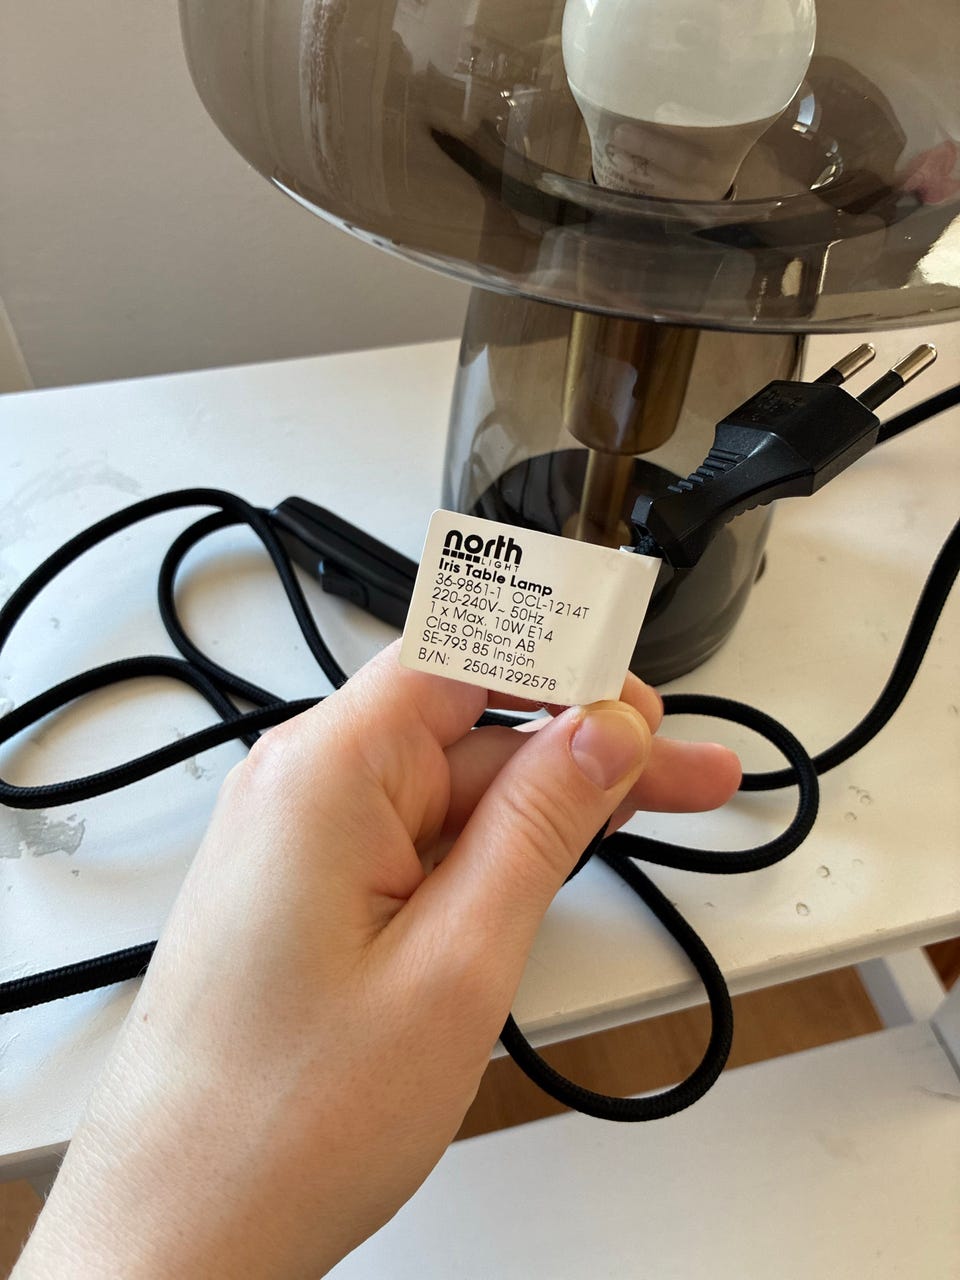 north
LIGHT
Iris Table Lamp
36-9861-1 OCL-1214T
220-240V~ 50Hz
1 x Max. 10W E14
Clas Ohlson AB
SE-793 85 Insjön
B/N: 25041292578